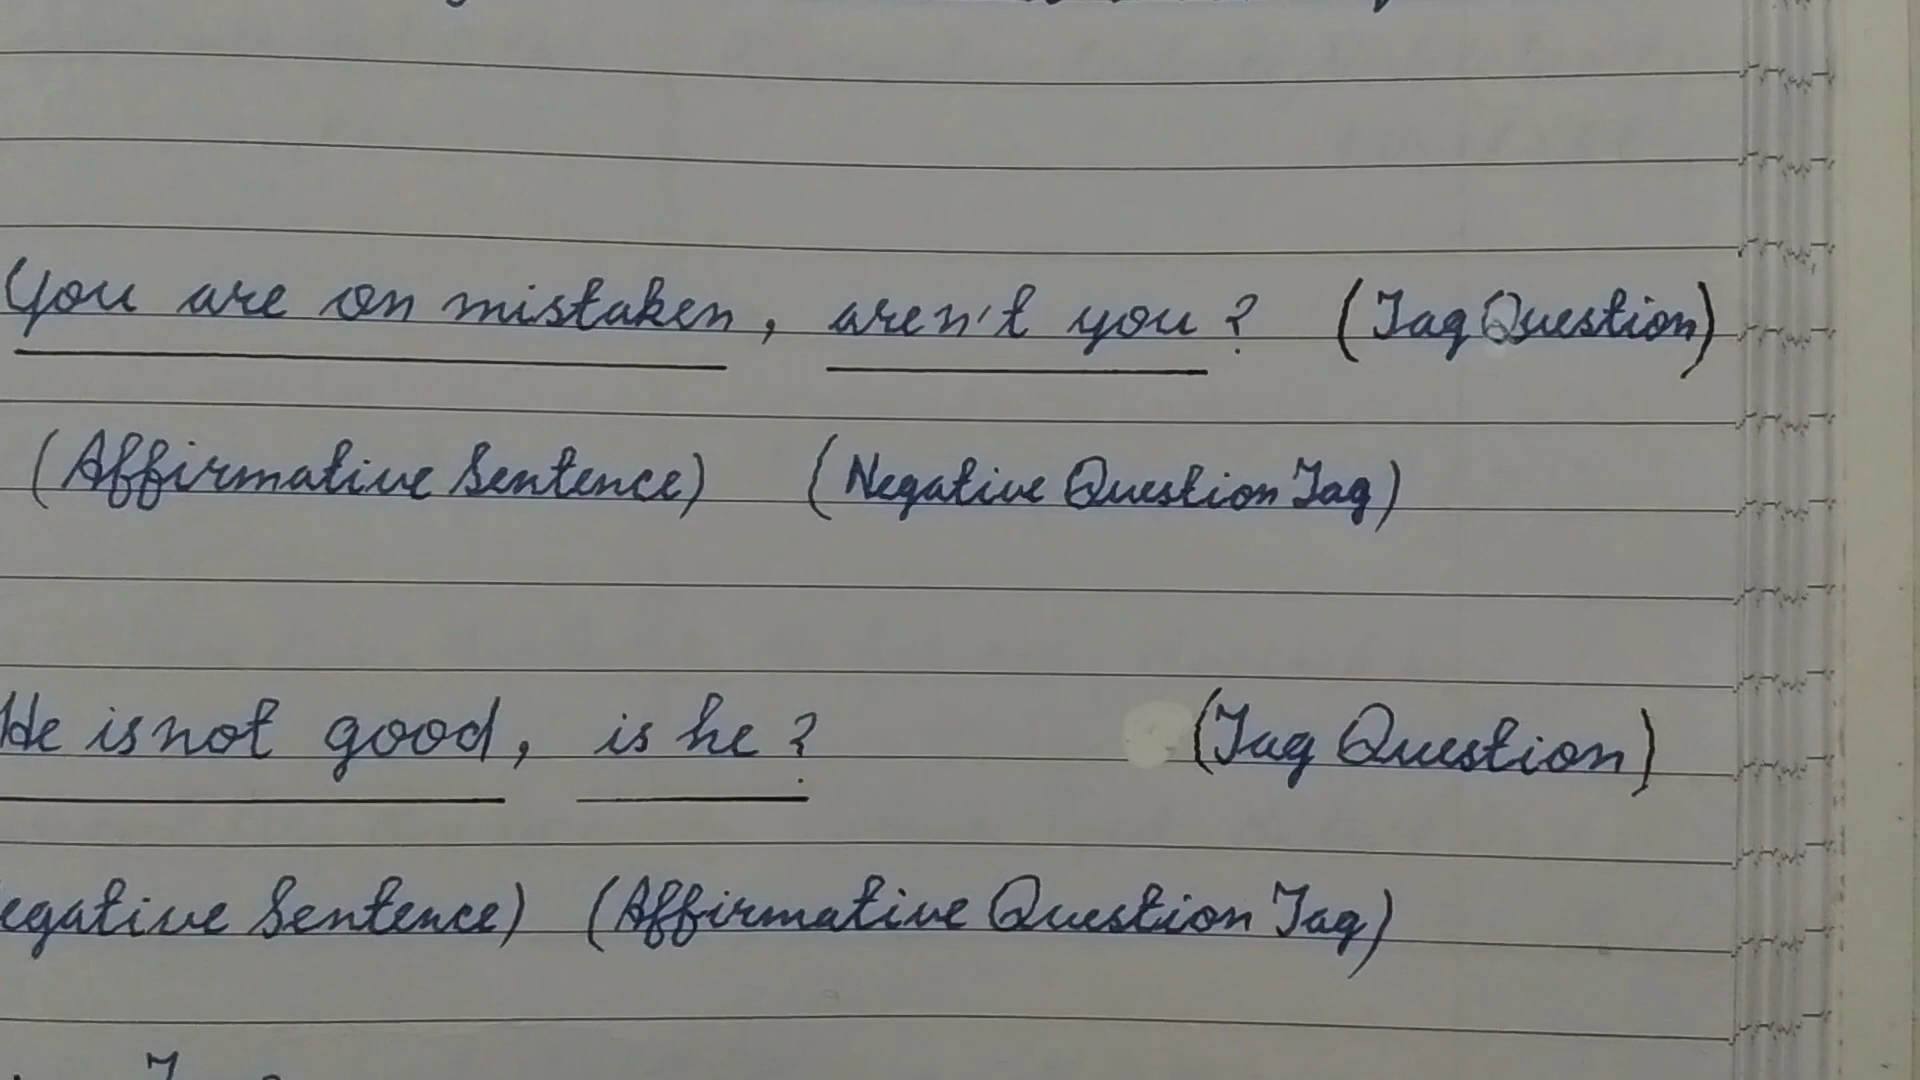 You are on mistaken, aren't you? (Tag Question)
(Affirmative Sentence) (Negative Question Tag)
He is not good, is he? (Tag Question)
egative Sentence) (Affirmative Question Tag)